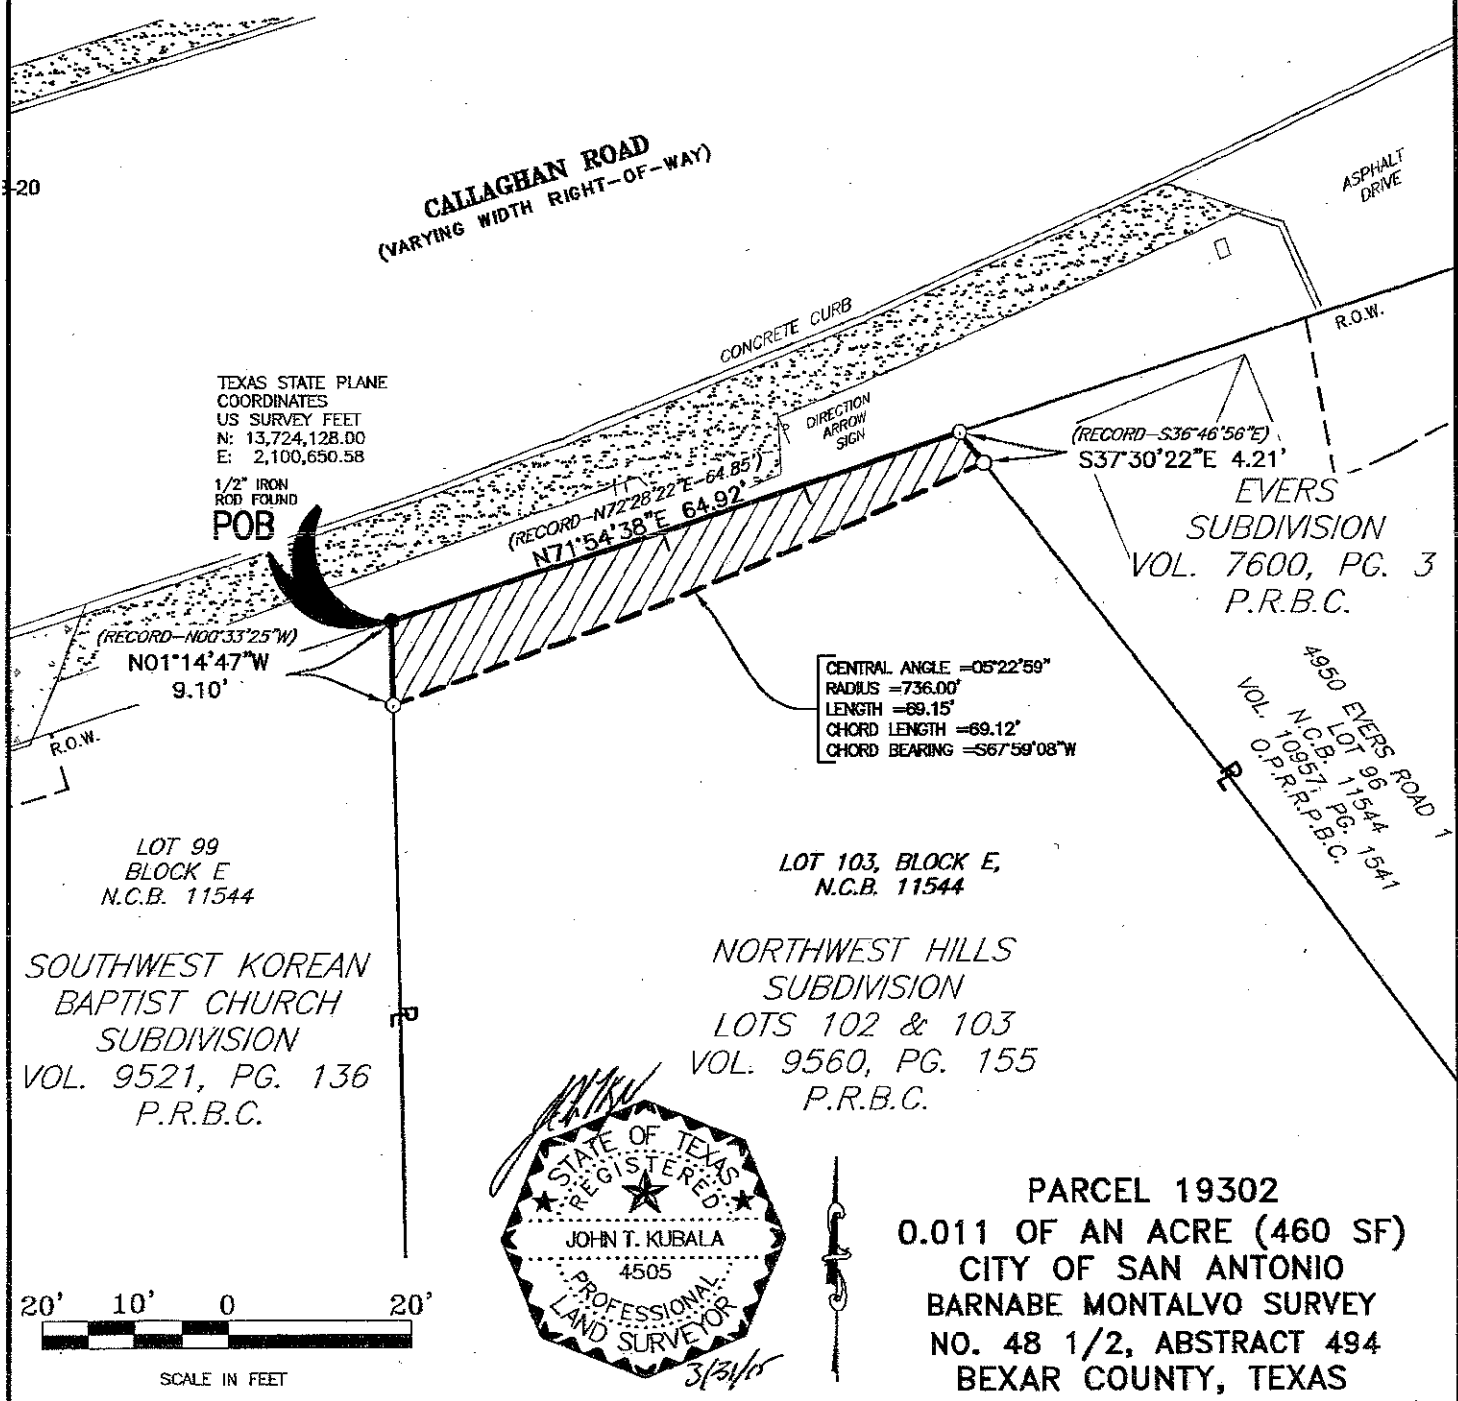 CALLAGHAN ROAD
(VARYING WIDTH RIGHT-OF-WAY)
ASPHALT
DRIVE
-20
CONCRETE CURB
R.O.W.
TEXAS STATE PLANE
COORDINATES
US SURVEY FEET
N: 13,724,128.00
E: 2,100,650.58
1/2" IRON
ROD FOUND
POB
DIRECTION
ARROW
SIGN
(RECORD-N72°28'22"E-64.85')
N71°54'38"E 64.92'
(RECORD-S36°46'56"E)
S37°30'22"E 4.21'
EVERS
SUBDIVISION
VOL. 7600, PG. 3
P.R.B.C.
(RECORD-N00°33'25"W)
N01°14'47"W
9.10'
R.O.W.
CENTRAL ANGLE =05°22'59"
RADIUS =736.00'
LENGTH =69.15'
CHORD LENGTH =69.12'
CHORD BEARING =S67°59'08"W
4950 EVERS ROAD 1
LOT 96
N.C.B. 11544
VOL. 10957, PG. 1541
O.P.R.R.P.B.C.
PL
LOT 99
BLOCK E
N.C.B. 11544
LOT 103, BLOCK E,
N.C.B. 11544
SOUTHWEST KOREAN
BAPTIST CHURCH
SUBDIVISION
VOL. 9521, PG. 136
P.R.B.C.
PL
NORTHWEST HILLS
SUBDIVISION
LOTS 102 & 103
VOL. 9560, PG. 155
P.R.B.C.
STATE OF TEXAS
REGISTERED
JOHN T. KUBALA
4505
PROFESSIONAL
LAND SURVEYOR
3/31/15
PARCEL 19302
0.011 OF AN ACRE (460 SF)
CITY OF SAN ANTONIO
BARNABE MONTALVO SURVEY
NO. 48 1/2, ABSTRACT 494
BEXAR COUNTY, TEXAS
20' 10' 0 20'
SCALE IN FEET